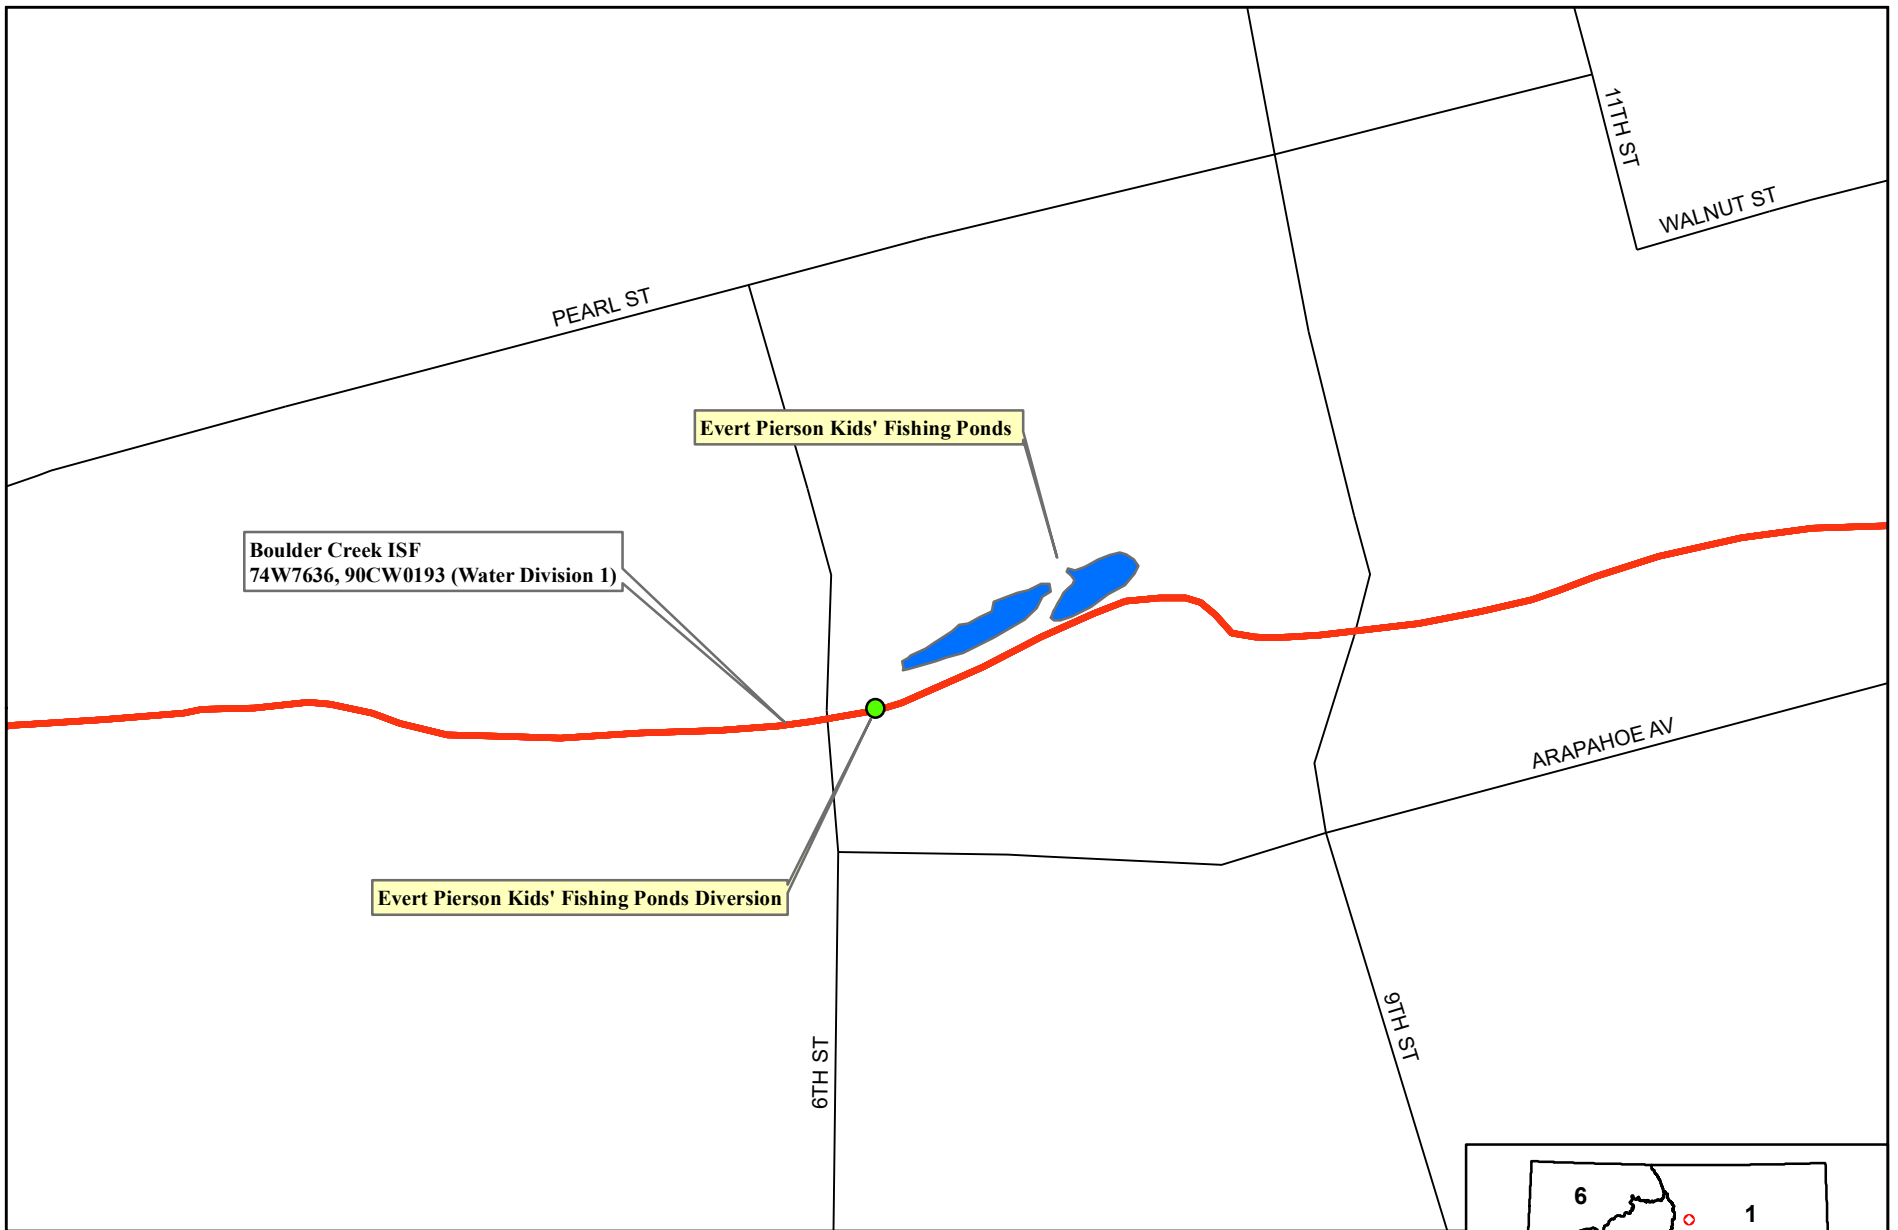 11TH ST
WALNUT ST
PEARL ST
Evert Pierson Kids' Fishing Ponds
Boulder Creek ISF
74W7636, 90CW0193 (Water Division 1)
ARAPAHOE AV
Evert Pierson Kids' Fishing Ponds Diversion
9TH ST
6TH ST
6
1